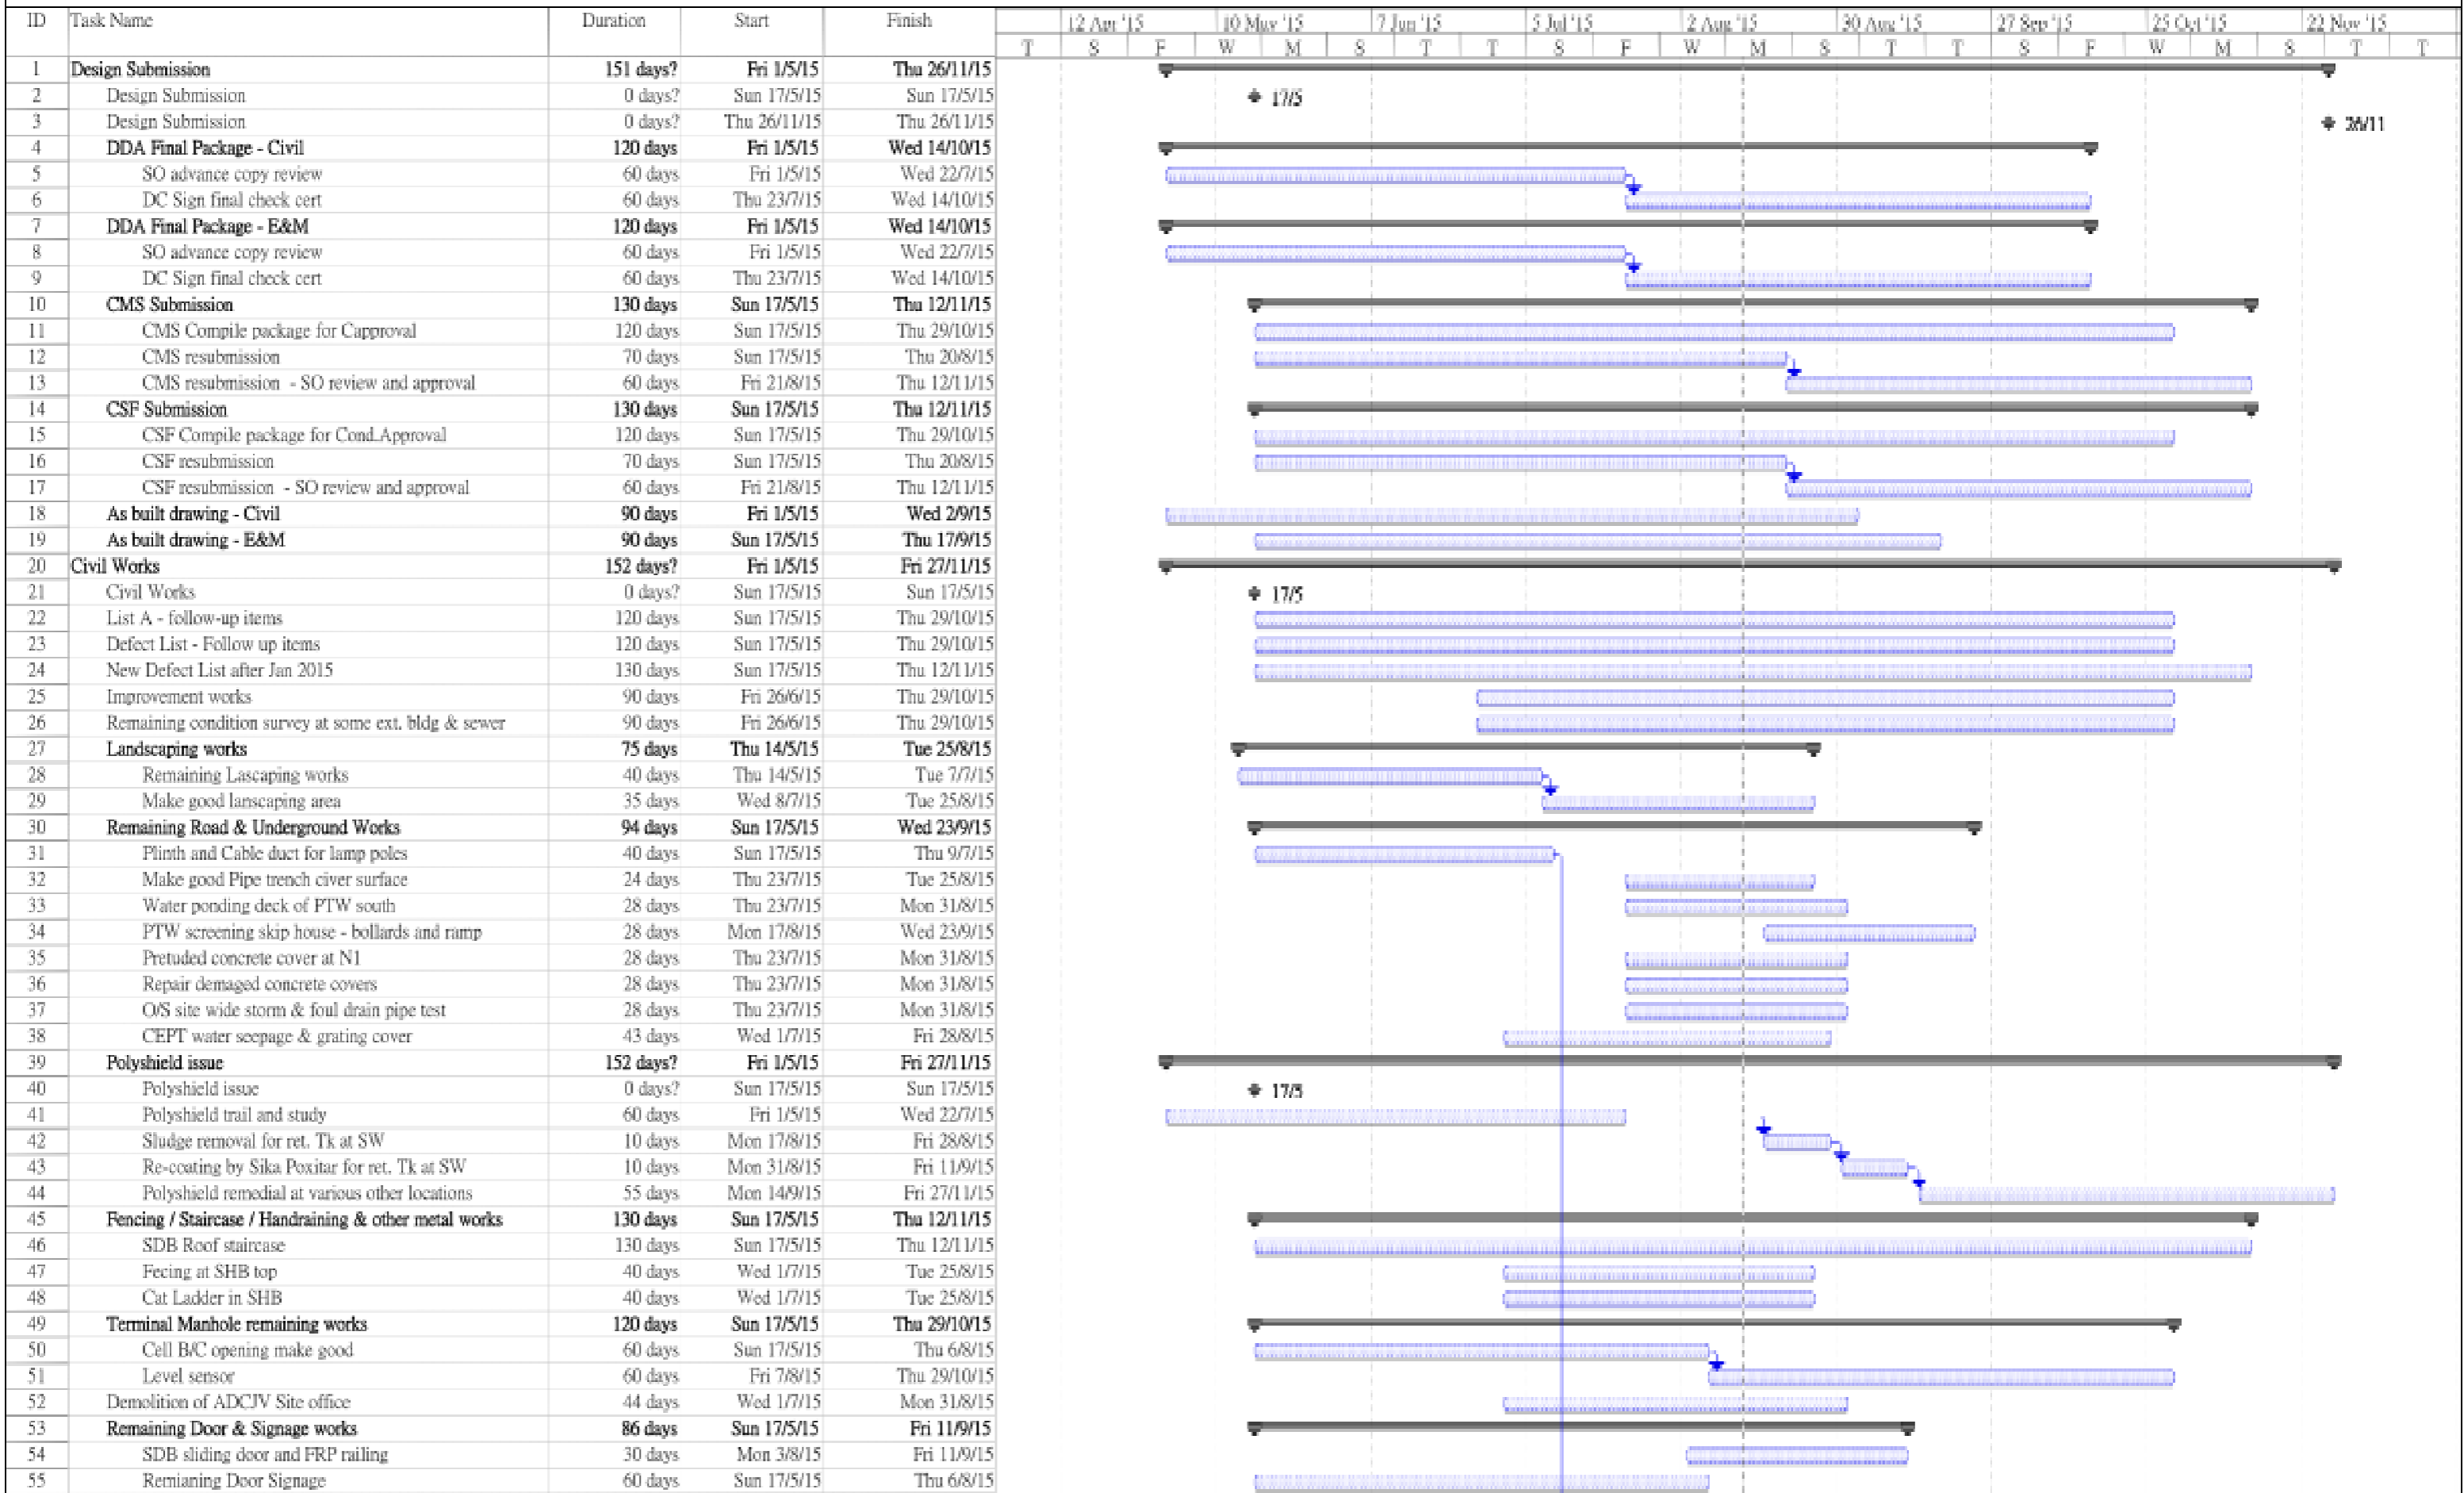 ID Task Name Duration Start Finish 12 Apr '15 10 May '15 7 Jun '15 5 Jul '15 2 Aug '15 30 Aug '15 27 Sep '15 25 Oct '15 22 Nov '15
T S F W M S T T S F W M S T T S F W M S T T
1 Design Submission 151 days? Fri 1/5/15 Thu 26/11/15
2 Design Submission 0 days? Sun 17/5/15 Sun 17/5/15 17/5
3 Design Submission 0 days? Thu 26/11/15 Thu 26/11/15 26/11
4 DDA Final Package - Civil 120 days Fri 1/5/15 Wed 14/10/15
5 SO advance copy review 60 days Fri 1/5/15 Wed 22/7/15
6 DC Sign final check cert 60 days Thu 23/7/15 Wed 14/10/15
7 DDA Final Package - E&M 120 days Fri 1/5/15 Wed 14/10/15
8 SO advance copy review 60 days Fri 1/5/15 Wed 22/7/15
9 DC Sign final check cert 60 days Thu 23/7/15 Wed 14/10/15
10 CMS Submission 130 days Sun 17/5/15 Thu 12/11/15
11 CMS Compile package for Capproval 120 days Sun 17/5/15 Thu 29/10/15
12 CMS resubmission 70 days Sun 17/5/15 Thu 20/8/15
13 CMS resubmission - SO review and approval 60 days Fri 21/8/15 Thu 12/11/15
14 CSF Submission 130 days Sun 17/5/15 Thu 12/11/15
15 CSF Compile package for Cond.Approval 120 days Sun 17/5/15 Thu 29/10/15
16 CSF resubmission 70 days Sun 17/5/15 Thu 20/8/15
17 CSF resubmission - SO review and approval 60 days Fri 21/8/15 Thu 12/11/15
18 As built drawing - Civil 90 days Fri 1/5/15 Wed 2/9/15
19 As built drawing - E&M 90 days Sun 17/5/15 Thu 17/9/15
20 Civil Works 152 days? Fri 1/5/15 Fri 27/11/15
21 Civil Works 0 days? Sun 17/5/15 Sun 17/5/15 17/5
22 List A - follow-up items 120 days Sun 17/5/15 Thu 29/10/15
23 Defect List - Follow up items 120 days Sun 17/5/15 Thu 29/10/15
24 New Defect List after Jan 2015 130 days Sun 17/5/15 Thu 12/11/15
25 Improvement works 90 days Fri 26/6/15 Thu 29/10/15
26 Remaining condition survey at some ext. bldg & sewer 90 days Fri 26/6/15 Thu 29/10/15
27 Landscaping works 75 days Thu 14/5/15 Tue 25/8/15
28 Remaining Lascaping works 40 days Thu 14/5/15 Tue 7/7/15
29 Make good lanscaping area 35 days Wed 8/7/15 Tue 25/8/15
30 Remaining Road & Underground Works 94 days Sun 17/5/15 Wed 23/9/15
31 Plinth and Cable duct for lamp poles 40 days Sun 17/5/15 Thu 9/7/15
32 Make good Pipe trench civer surface 24 days Thu 23/7/15 Tue 25/8/15
33 Water ponding deck of PTW south 28 days Thu 23/7/15 Mon 31/8/15
34 PTW screening skip house - bollards and ramp 28 days Mon 17/8/15 Wed 23/9/15
35 Pretuded concrete cover at N1 28 days Thu 23/7/15 Mon 31/8/15
36 Repair demaged concrete covers 28 days Thu 23/7/15 Mon 31/8/15
37 O/S site wide storm & foul drain pipe test 28 days Thu 23/7/15 Mon 31/8/15
38 CEPT water seepage & grating cover 43 days Wed 1/7/15 Fri 28/8/15
39 Polyshield issue 152 days? Fri 1/5/15 Fri 27/11/15
40 Polyshield issue 0 days? Sun 17/5/15 Sun 17/5/15 17/5
41 Polyshield trail and study 60 days Fri 1/5/15 Wed 22/7/15
42 Sludge removal for ret. Tk at SW 10 days Mon 17/8/15 Fri 28/8/15
43 Re-coating by Sika Poxitar for ret. Tk at SW 10 days Mon 31/8/15 Fri 11/9/15
44 Polyshield remedial at various other locations 55 days Mon 14/9/15 Fri 27/11/15
45 Fencing / Staircase / Handraining & other metal works 130 days Sun 17/5/15 Thu 12/11/15
46 SDB Roof staircase 130 days Sun 17/5/15 Thu 12/11/15
47 Fecing at SHB top 40 days Wed 1/7/15 Tue 25/8/15
48 Cat Ladder in SHB 40 days Wed 1/7/15 Tue 25/8/15
49 Terminal Manhole remaining works 120 days Sun 17/5/15 Thu 29/10/15
50 Cell B/C opening make good 60 days Sun 17/5/15 Thu 6/8/15
51 Level sensor 60 days Fri 7/8/15 Thu 29/10/15
52 Demolition of ADCJV Site office 44 days Wed 1/7/15 Mon 31/8/15
53 Remaining Door & Signage works 86 days Sun 17/5/15 Fri 11/9/15
54 SDB sliding door and FRP railing 30 days Mon 3/8/15 Fri 11/9/15
55 Remianing Door Signage 60 days Sun 17/5/15 Thu 6/8/15